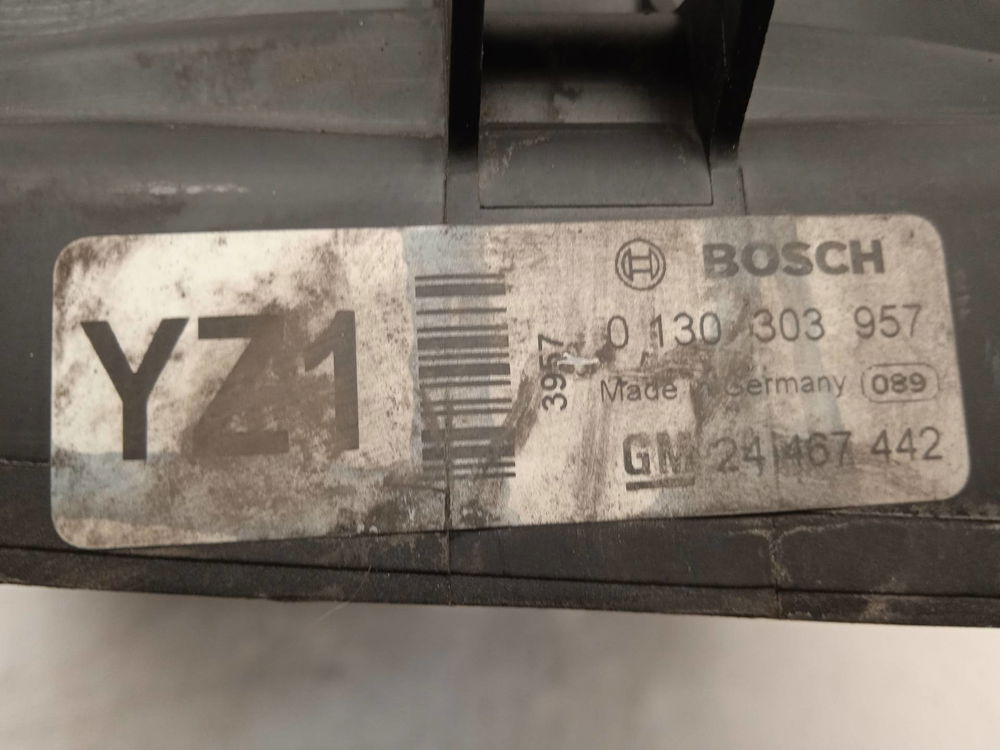 YZ1
3957
BOSCH
0 130 303 957
Made in Germany 089
GM 24 467 442